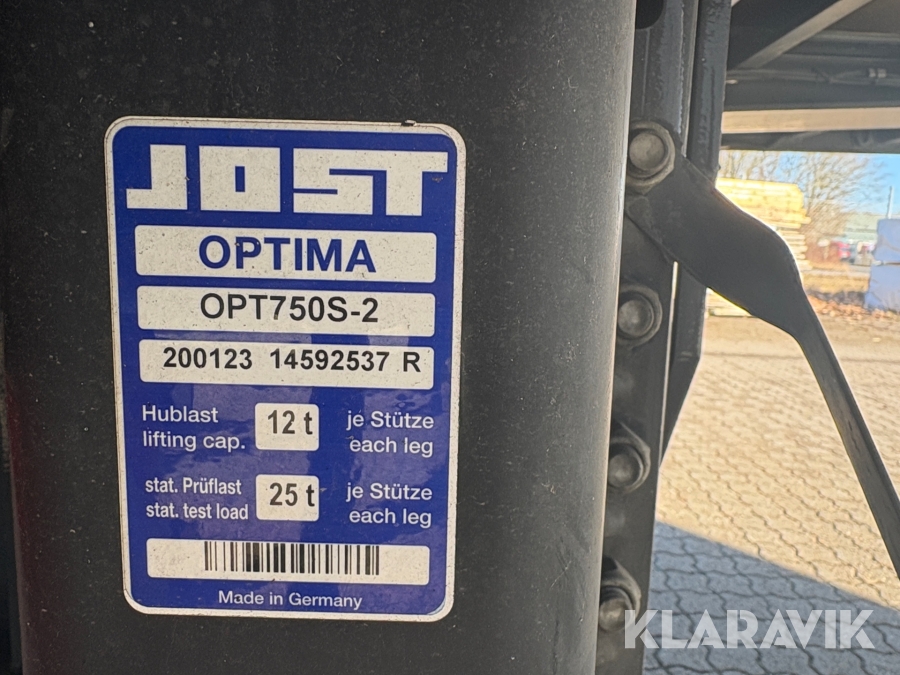 JOST
OPTIMA
OPT750S-2
200123 14592537 R
Hublast
lifting cap.
12 t
je Stütze
each leg
stat. Prüflast
stat. test load
25 t
je Stütze
each leg
Made in Germany
KLARAVIK